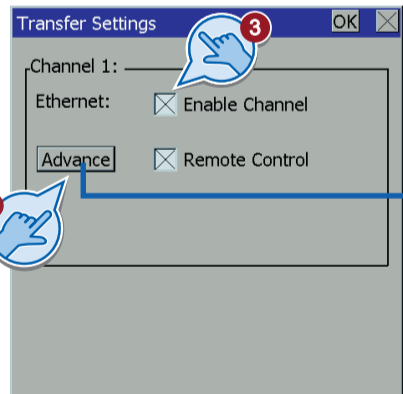 Transfer Settings
3
OK
Channel 1:
Ethernet:
Enable Channel
Advance
Remote Control